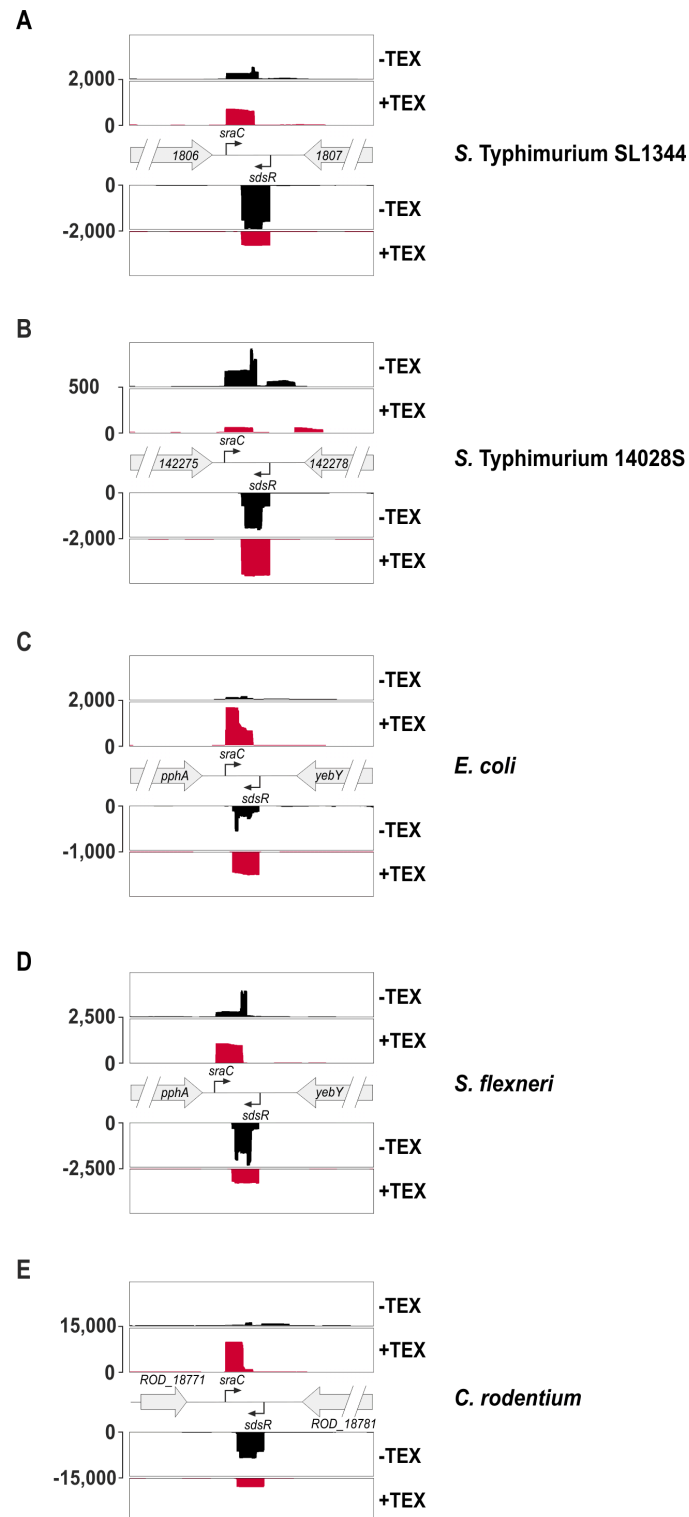 A
-TEX
2,000
+TEX
0
sraC
1806
1807
S. Typhimurium SL1344
sdsR
0
-TEX
-2,000
+TEX
B
-TEX
500
+TEX
0
sraC
142275
142278
S. Typhimurium 14028S
sdsR
0
-TEX
-2,000
+TEX
C
-TEX
2,000
+TEX
0
sraC
pphA
yebY
E. coli
sdsR
0
-TEX
-1,000
+TEX
D
-TEX
2,500
+TEX
0
sraC
pphA
yebY
S. flexneri
sdsR
0
-TEX
-2,500
+TEX
E
-TEX
15,000
+TEX
0
ROD_18771
sraC
C. rodentium
sdsR
ROD_18781
0
-TEX
-15,000
+TEX